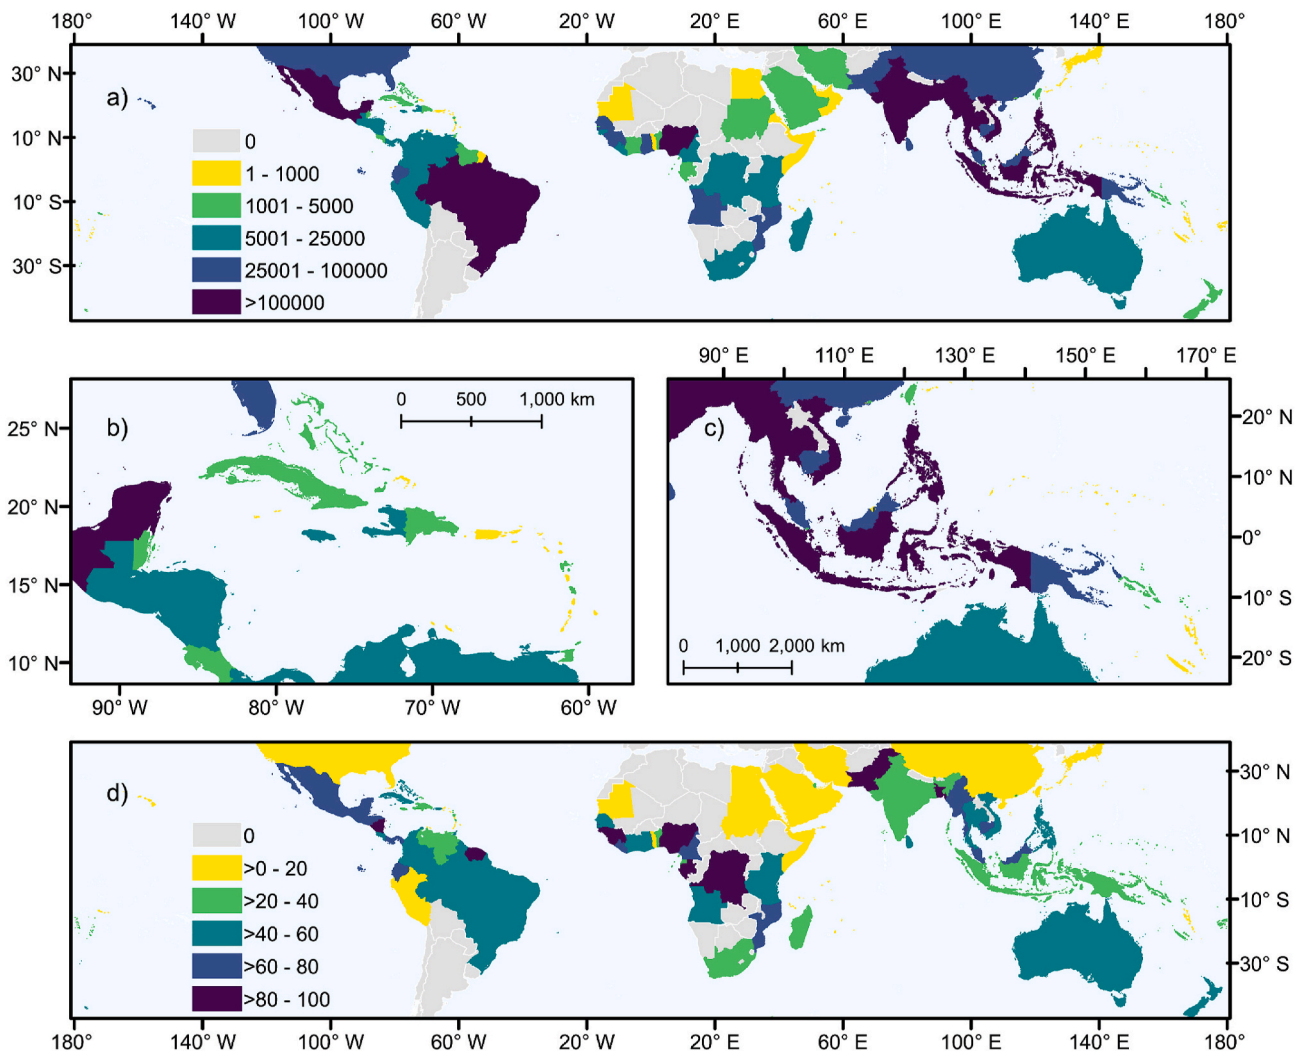 180° 140° W 100° W 60° W 20° W 20° E 60° E 100° E 140° E 180°
30° N
10° N
10° S
30° S
a)
0
1 - 1000
1001 - 5000
5001 - 25000
25001 - 100000
>100000
25° N
20° N
15° N
10° N
b)
0 500 1,000 km
90° W 80° W 70° W 60° W
90° E 110° E 130° E 150° E 170° E
c)
20° N
10° N
0°
10° S
20° S
0 1,000 2,000 km
d)
0
>0 - 20
>20 - 40
>40 - 60
>60 - 80
>80 - 100
30° N
10° N
10° S
30° S
180° 140° W 100° W 60° W 20° W 20° E 60° E 100° E 140° E 180°